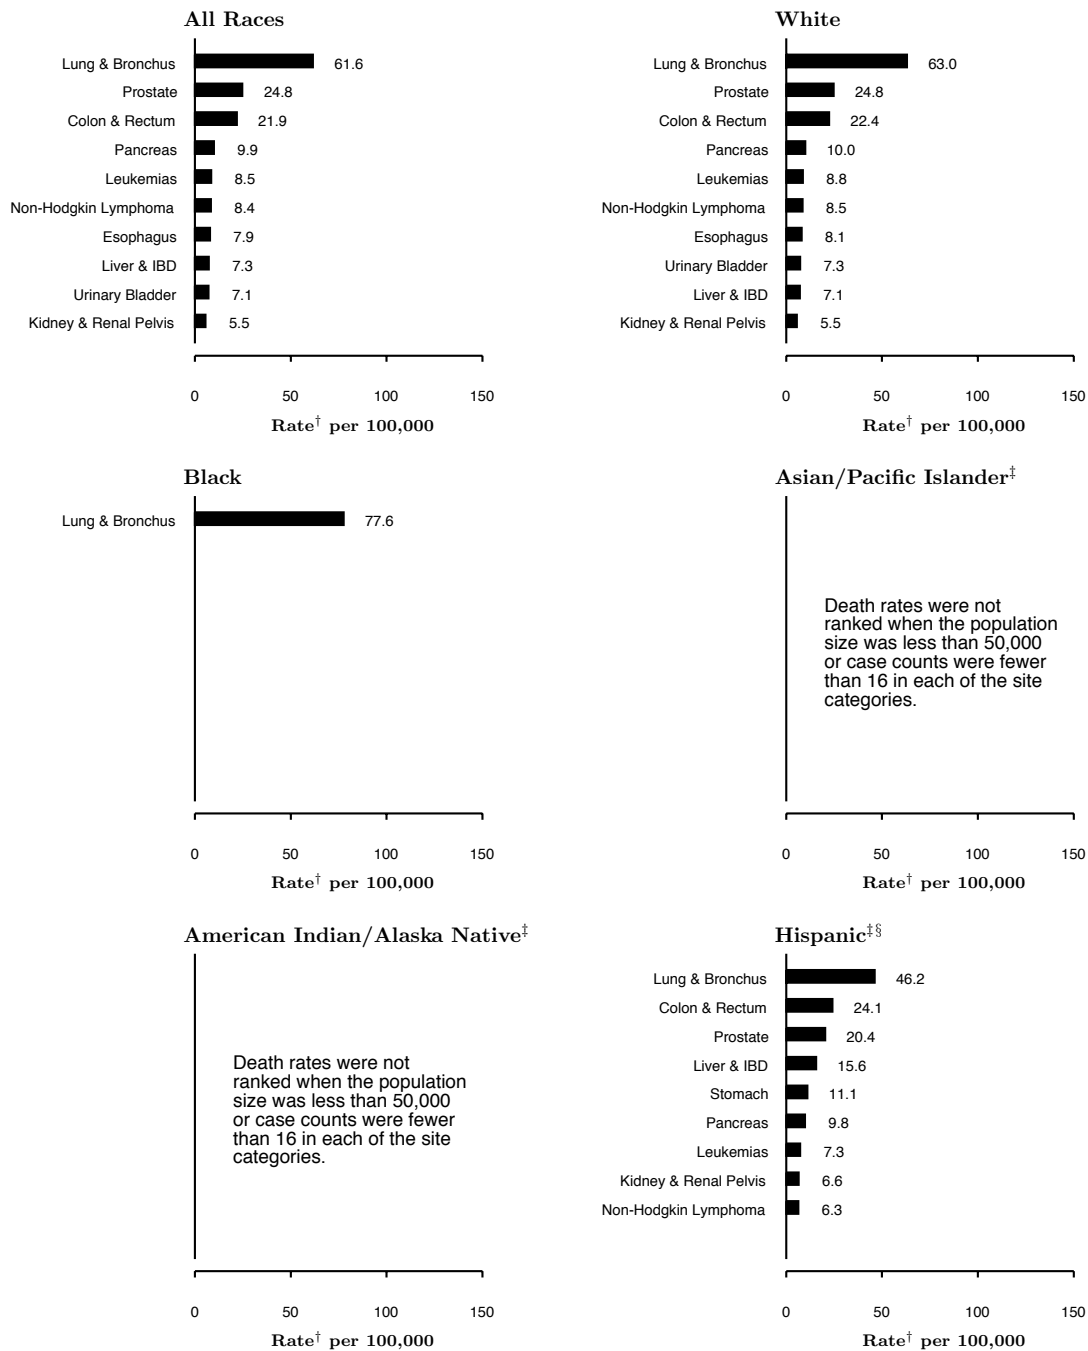 All Races
Lung & Bronchus 61.6
Prostate 24.8
Colon & Rectum 21.9
Pancreas 9.9
Leukemias 8.5
Non-Hodgkin Lymphoma 8.4
Esophagus 7.9
Liver & IBD 7.3
Urinary Bladder 7.1
Kidney & Renal Pelvis 5.5
0 50 100 150
Rate† per 100,000
White
Lung & Bronchus 63.0
Prostate 24.8
Colon & Rectum 22.4
Pancreas 10.0
Leukemias 8.8
Non-Hodgkin Lymphoma 8.5
Esophagus 8.1
Urinary Bladder 7.3
Liver & IBD 7.1
Kidney & Renal Pelvis 5.5
0 50 100 150
Rate† per 100,000
Black
Lung & Bronchus 77.6
0 50 100 150
Rate† per 100,000
Asian/Pacific Islander‡
Death rates were not
ranked when the population
size was less than 50,000
or case counts were fewer
than 16 in each of the site
categories.
0 50 100 150
Rate† per 100,000
American Indian/Alaska Native‡
Death rates were not
ranked when the population
size was less than 50,000
or case counts were fewer
than 16 in each of the site
categories.
0 50 100 150
Rate† per 100,000
Hispanic‡§
Lung & Bronchus 46.2
Colon & Rectum 24.1
Prostate 20.4
Liver & IBD 15.6
Stomach 11.1
Pancreas 9.8
Leukemias 7.3
Kidney & Renal Pelvis 6.6
Non-Hodgkin Lymphoma 6.3
0 50 100 150
Rate† per 100,000